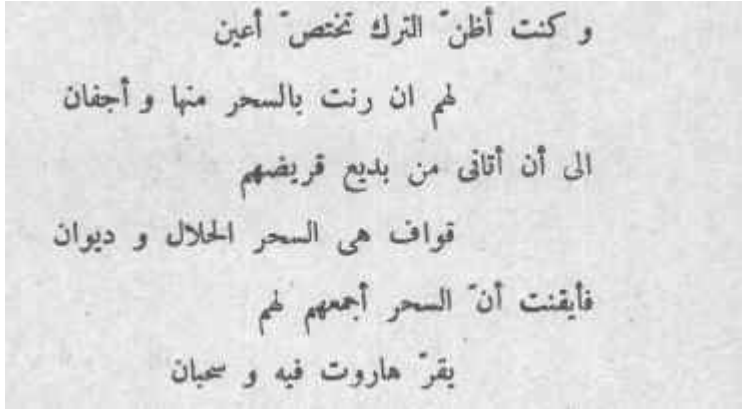 و كنت أظنّ الترك تختصّ أعين
لهم ان رنت بالسحر منها و أجفان
الى أن أتانى من بديع قريضهم
قواف هى السحر الحلال و ديوان
فأيقنت أنّ السحر أجمعهم لهم
يقرّ هاروت فيه و سحبان